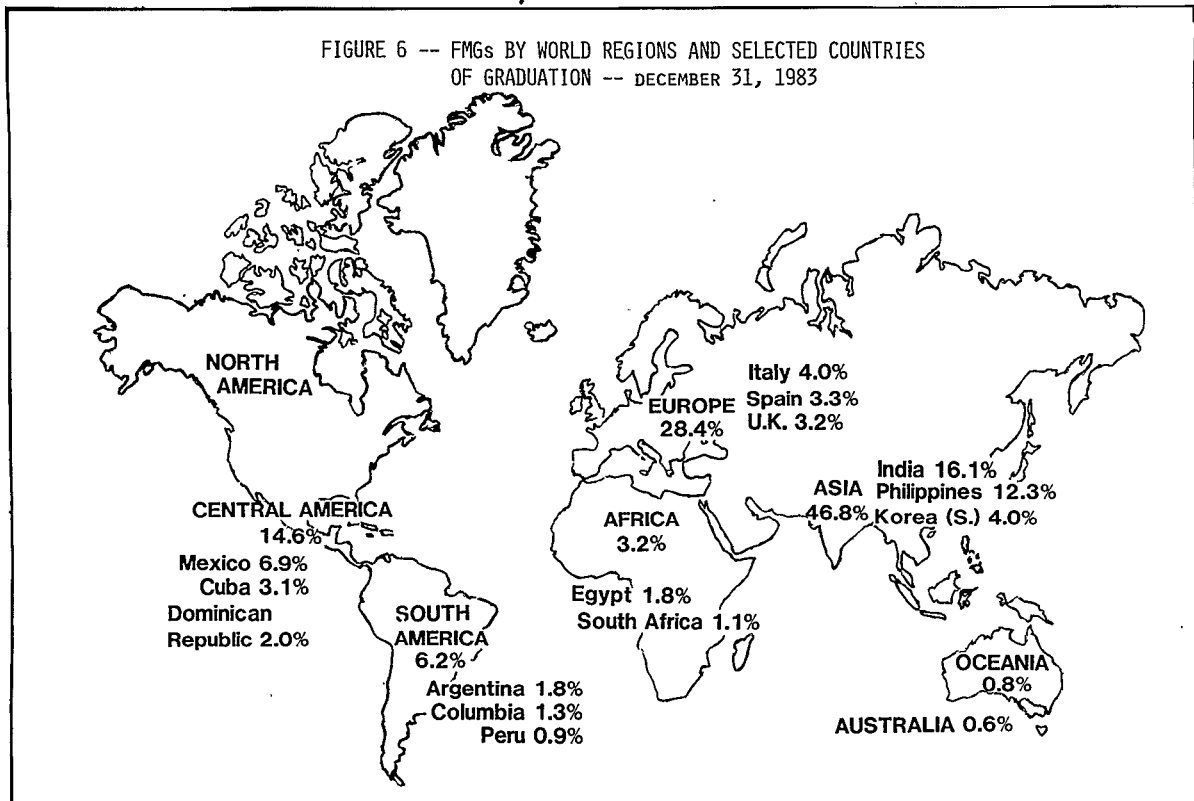 FIGURE 6 -- FMGs BY WORLD REGIONS AND SELECTED COUNTRIES
OF GRADUATION -- DECEMBER 31, 1983
NORTH
AMERICA
CENTRAL AMERICA
14.6%
Mexico 6.9%
Cuba 3.1%
Dominican
Republic 2.0%
SOUTH
AMERICA
6.2%
Argentina 1.8%
Columbia 1.3%
Peru 0.9%
EUROPE
28.4%
Italy 4.0%
Spain 3.3%
U.K. 3.2%
AFRICA
3.2%
Egypt 1.8%
South Africa 1.1%
ASIA
46.8%
India 16.1%
Philippines 12.3%
Korea (S.) 4.0%
OCEANIA
0.8%
AUSTRALIA 0.6%